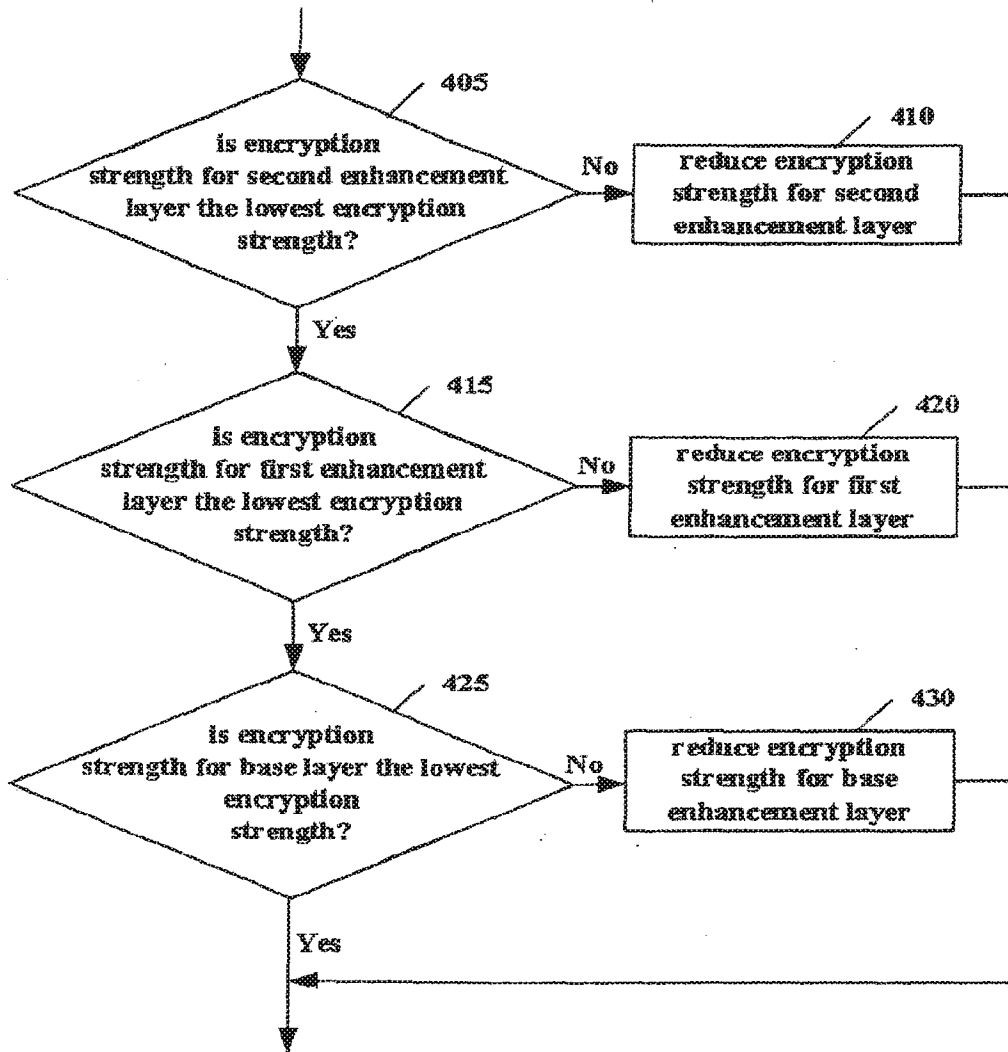 405
is encryption
strength for second enhancement
layer the lowest encryption
strength?
No
410
reduce encryption
strength for second
enhancement layer
Yes
415
is encryption
strength for first enhancement
layer the lowest encryption
strength?
No
420
reduce encryption
strength for first
enhancement layer
Yes
425
is encryption
strength for base layer the lowest
encryption
strength?
No
430
reduce encryption
strength for base
enhancement layer
Yes